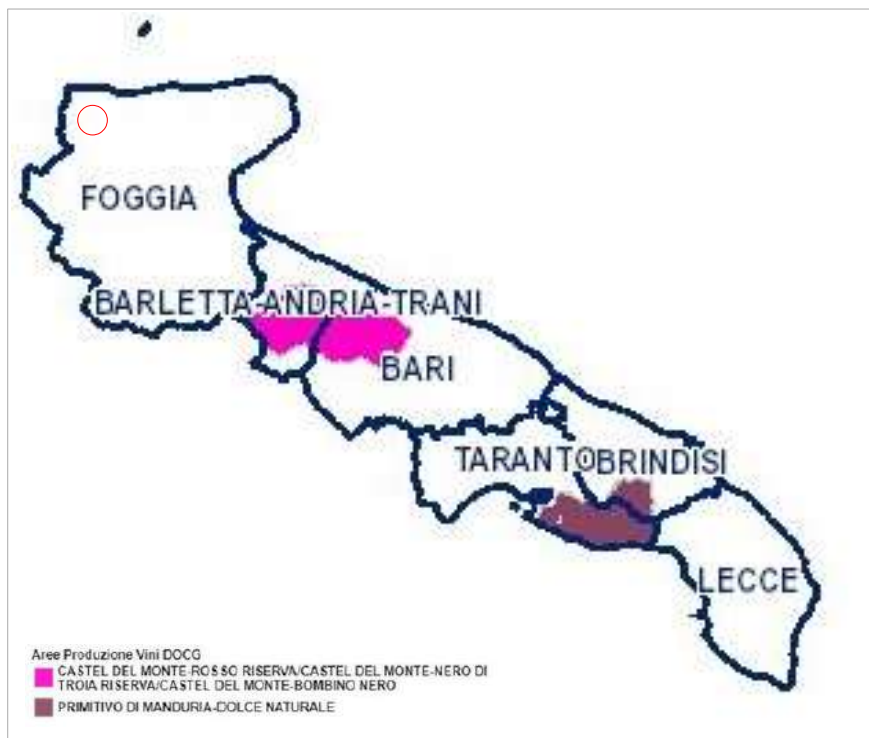 FOGGIA
BARLETTA-ANDRIA-TRANI
BARI
TARANTO
BRINDISI
LECCE
Aree Produzione Vini DOCG
CASTEL DEL MONTE-ROSSO RISERVA/CASTEL DEL MONTE-NERO DI
TROIA RISERVA/CASTEL DEL MONTE-BOMBINO NERO
PRIMITIVO DI MANDURIA-DOLCE NATURALE